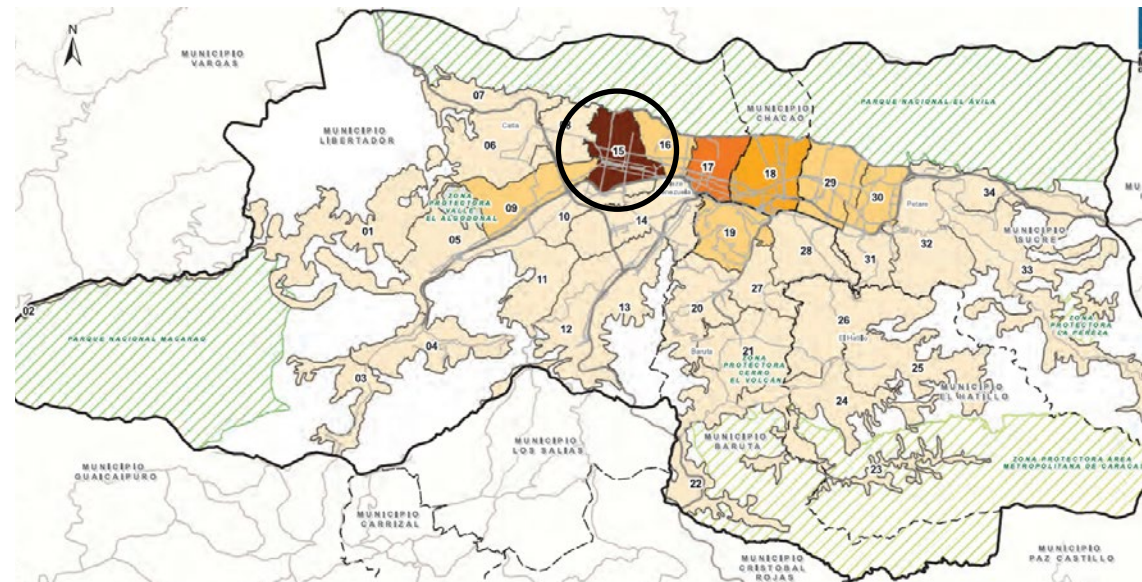 N
MUNICIPIO
VARGAS
MUNICIPIO
CHACAO
PARQUE NACIONAL EL ÁVILA
07
MUNICIPIO
LIBERTADOR
Catia
06
15
16
17
18
29
30
34
Petare
ZONA
PROTECTORA
VALLE
EL ALGODONAL
09
01
05
10
14
19
28
31
32
MUNICIPIO
SUCRE
33
11
13
27
20
02
ZONA
PROTECTORA
LA PEREZA
PARQUE NACIONAL MACARAO
12
04
03
26
El Hatillo
Baruta
21
ZONA
PROTECTORA
CERRO
EL VOLCÁN
25
MUNICIPIO
EL HATILLO
24
MUNICIPIO
BARUTA
MUNICIPIO
LOS SALIAS
MUNICIPIO
GUAICAIPURO
23
ZONA PROTECTORA ÁREA
METROPOLITANA DE CARACAS
22
MUNICIPIO
CARRIZAL
MUNICIPIO
CRISTOBAL
ROJAS
MUNICIPIO
PAZ CASTILLO